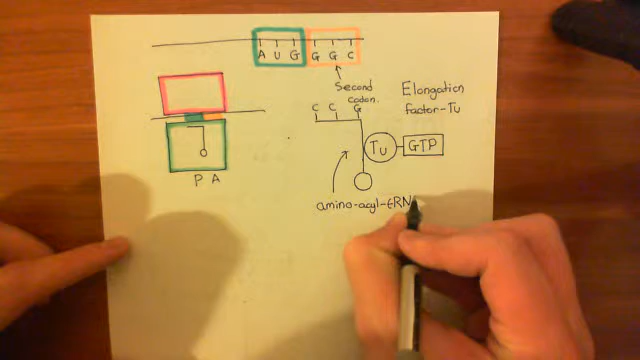 A U G G G C
Second
codon.
Elongation
factor-Tu
C C G
Tu
GTP
P A
amino-acyl-tRN